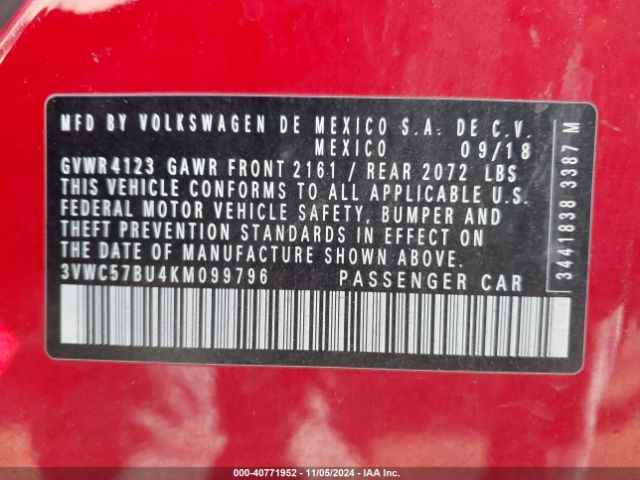 MFD BY VOLKSWAGEN DE MEXICO S.A. DE C.V.
MEXICO 09/18
GVWR4123 GAWR FRONT 2161 / REAR 2072 LBS
THIS VEHICLE CONFORMS TO ALL APPLICABLE U.S.
FEDERAL MOTOR VEHICLE SAFETY, BUMPER AND
THEFT PREVENTION STANDARDS IN EFFECT ON
THE DATE OF MANUFACTURE SHOWN ABOVE.
3VWC57BU4KM099796 PASSENGER CAR
3441838 3387 M
000-40771952 - 11/05/2024 - IAA Inc.